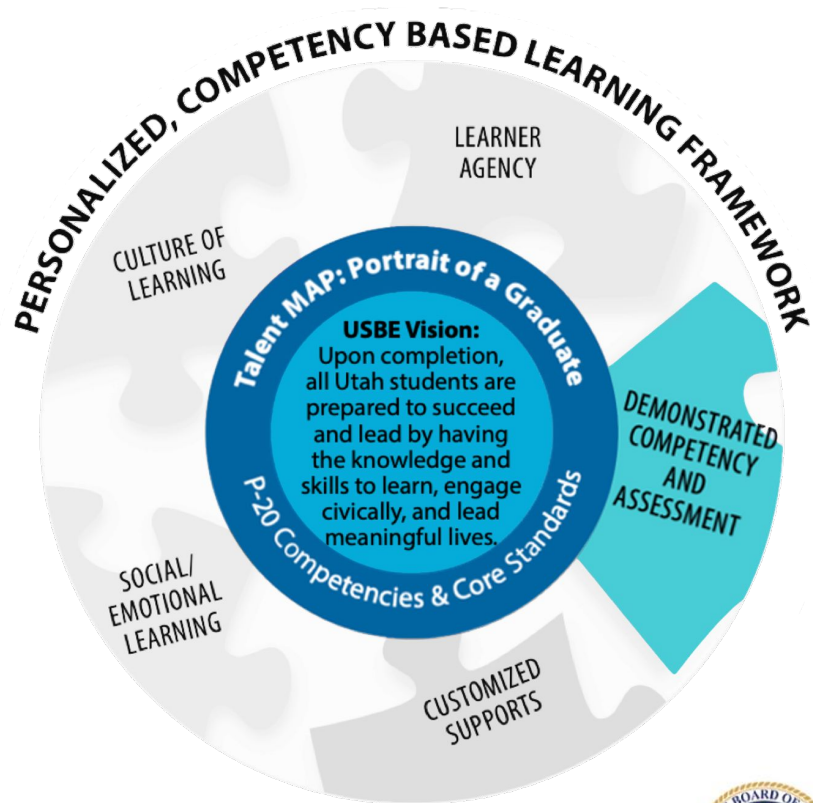 PERSONALIZED, COMPETENCY BASED LEARNING FRAMEWORK
LEARNER
AGENCY
CULTURE OF
LEARNING
Talent MAP: Portrait of a Graduate
USBE Vision:
Upon completion,
all Utah students are
prepared to succeed
and lead by having
the knowledge and
skills to learn, engage
civically, and lead
meaningful lives.
P-20 Competencies & Core Standards
DEMONSTRATED
COMPETENCY
AND
ASSESSMENT
SOCIAL/
EMOTIONAL
LEARNING
CUSTOMIZED
SUPPORTS
BOARD OF